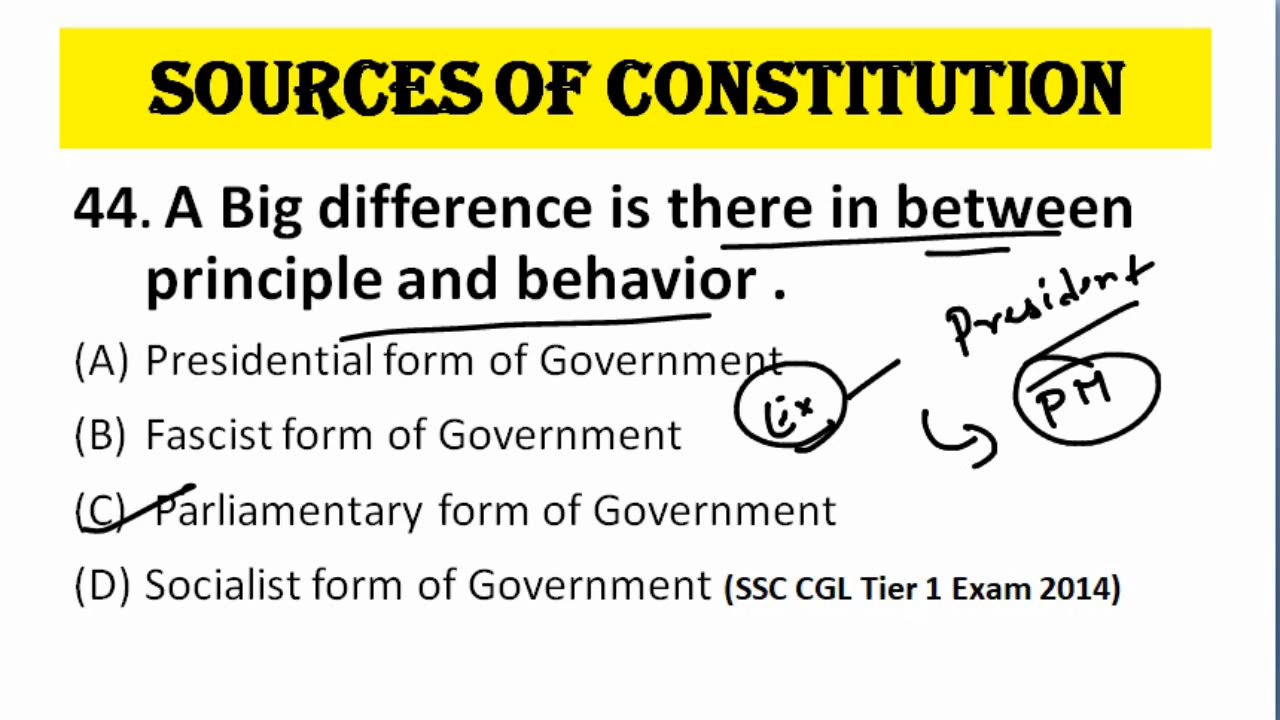 SOURCES OF CONSTITUTION
44. A Big difference is there in between
principle and behavior .
President
(A) Presidential form of Government
PM
(B) Fascist form of Government
(C) Parliamentary form of Government
(D) Socialist form of Government (SSC CGL Tier 1 Exam 2014)